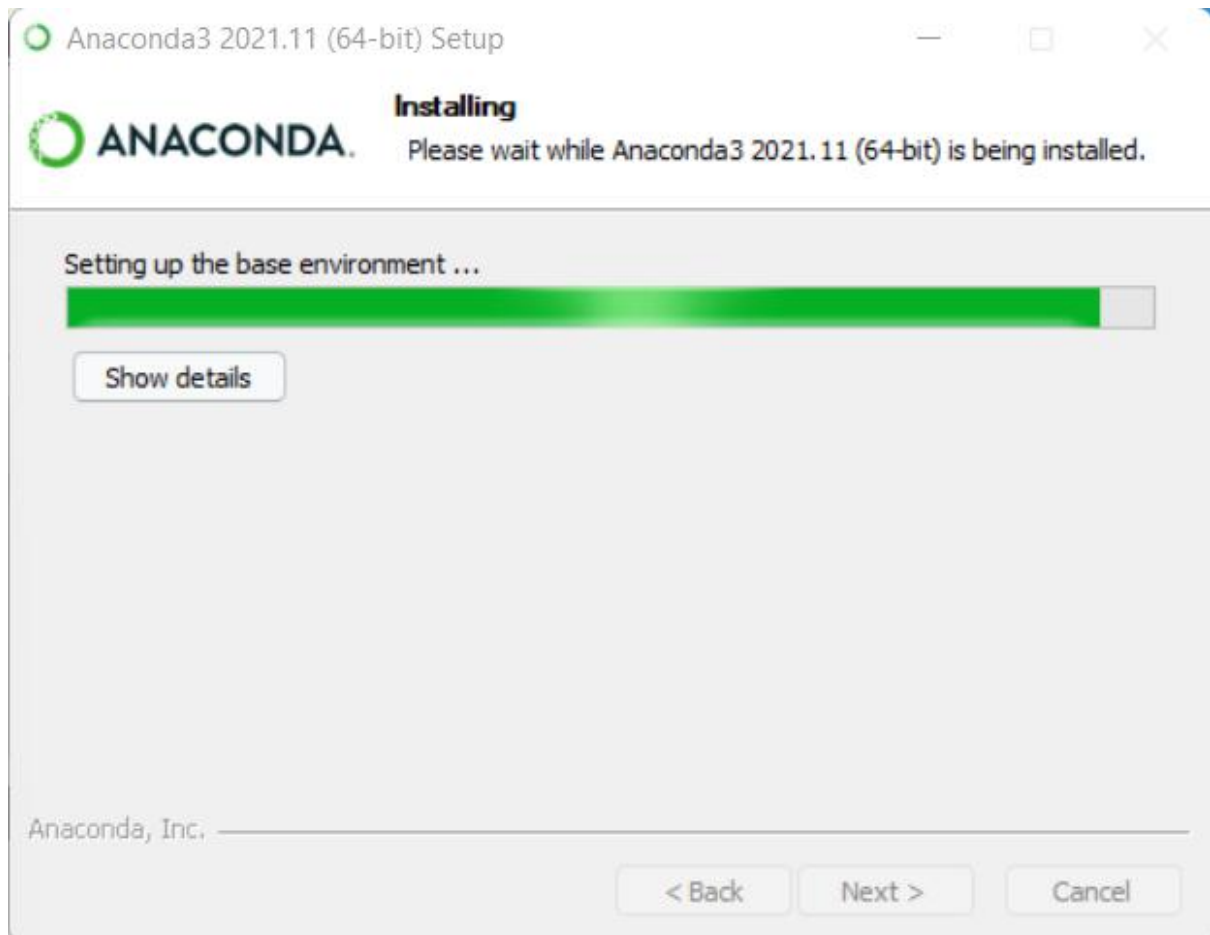 Anaconda3 2021.11 (64-bit) Setup
ANACONDA.
Installing
Please wait while Anaconda3 2021.11 (64-bit) is being installed.
Setting up the base environment ...
Show details
Anaconda, Inc.
< Back Next > Cancel